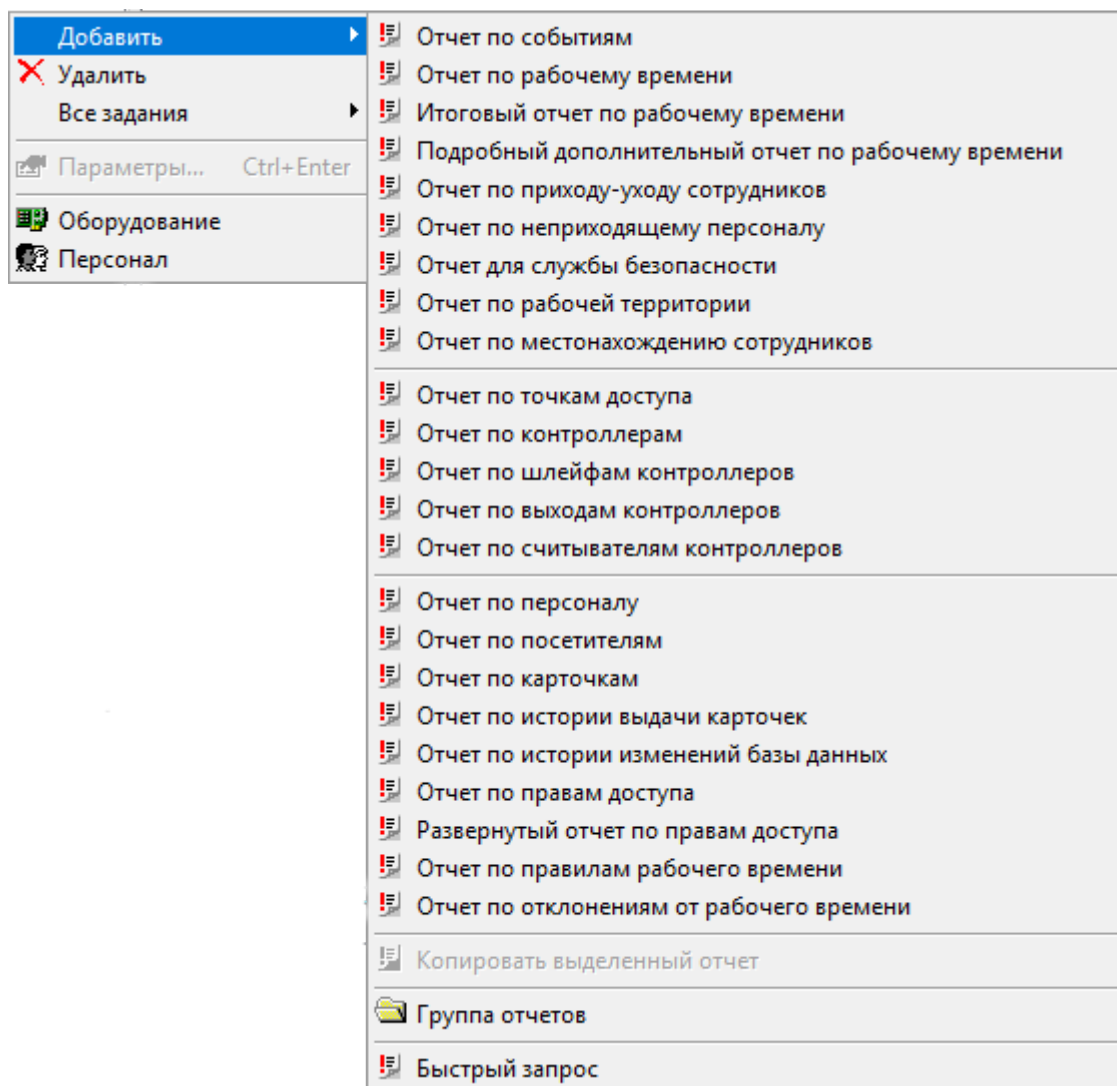 Добавить
Удалить
Все задания
Параметры... Ctrl+Enter
Оборудование
Персонал
Отчет по событиям
Отчет по рабочему времени
Итоговый отчет по рабочему времени
Подробный дополнительный отчет по рабочему времени
Отчет по приходу-уходу сотрудников
Отчет по неприходящему персоналу
Отчет для службы безопасности
Отчет по рабочей территории
Отчет по местонахождению сотрудников
Отчет по точкам доступа
Отчет по контроллерам
Отчет по шлейфам контроллеров
Отчет по выходам контроллеров
Отчет по считывателям контроллеров
Отчет по персоналу
Отчет по посетителям
Отчет по карточкам
Отчет по истории выдачи карточек
Отчет по истории изменений базы данных
Отчет по правам доступа
Развернутый отчет по правам доступа
Отчет по правилам рабочего времени
Отчет по отклонениям от рабочего времени
Копировать выделенный отчет
Группа отчетов
Быстрый запрос